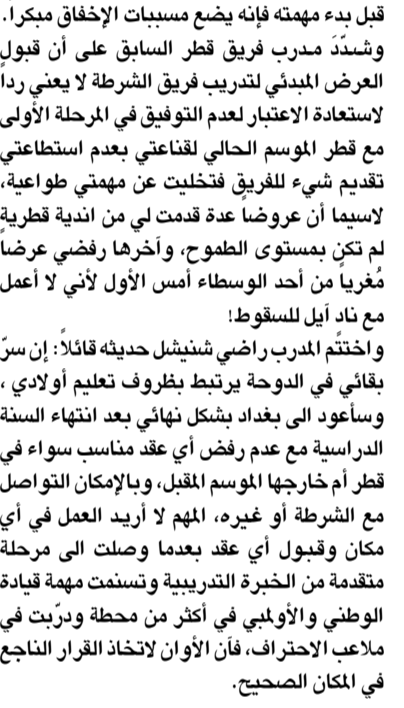 قبل بدء مهمته فإنه يضع مسببات الإخفاق مبكراً.
وشـدّدَ مـدرب فريق قطر السابق على أن قبول
العرض المبدئي لتدريب فريق الشرطة لا يعني رداً
لاستعادة الاعتبار لعدم التوفيق في المرحلة الأولى
مع قطر الموسم الحالي لقناعتي بعدم استطاعتي
تقديم شيء للفريق فتخليت عن مهمتي طواعية،
لاسيما أن عروضاً عدة قدمت لي من اندية قطرية
لم تكن بمستوى الطموح، وآخرها رفضي عرضاً
مُغرياً من أحد الوسطاء أمس الأول لأني لا أعمل
مع ناد آيل للسقوط!
واختتم المدرب راضي شنيشل حديثه قائلاً: إن سرّ
بقائي في الدوحة يرتبط بظروف تعليم أولادي ،
وسأعود الى بغداد بشكل نهائي بعد انتهاء السنة
الدراسية مع عدم رفض أي عقد مناسب سواء في
قطر أم خارجها الموسم المقبل، وبالإمكان التواصل
مع الشرطة أو غيره، المهم لا أريد العمل في أي
مكان وقبول أي عقد بعدما وصلت الى مرحلة
متقدمة من الخبرة التدريبية وتسنمت مهمة قيادة
الوطني والأولمبي في أكثر من محطة ودرّبت في
ملاعب الاحتراف، فآن الأوان لاتخاذ القرار الناجع
في المكان الصحيح.